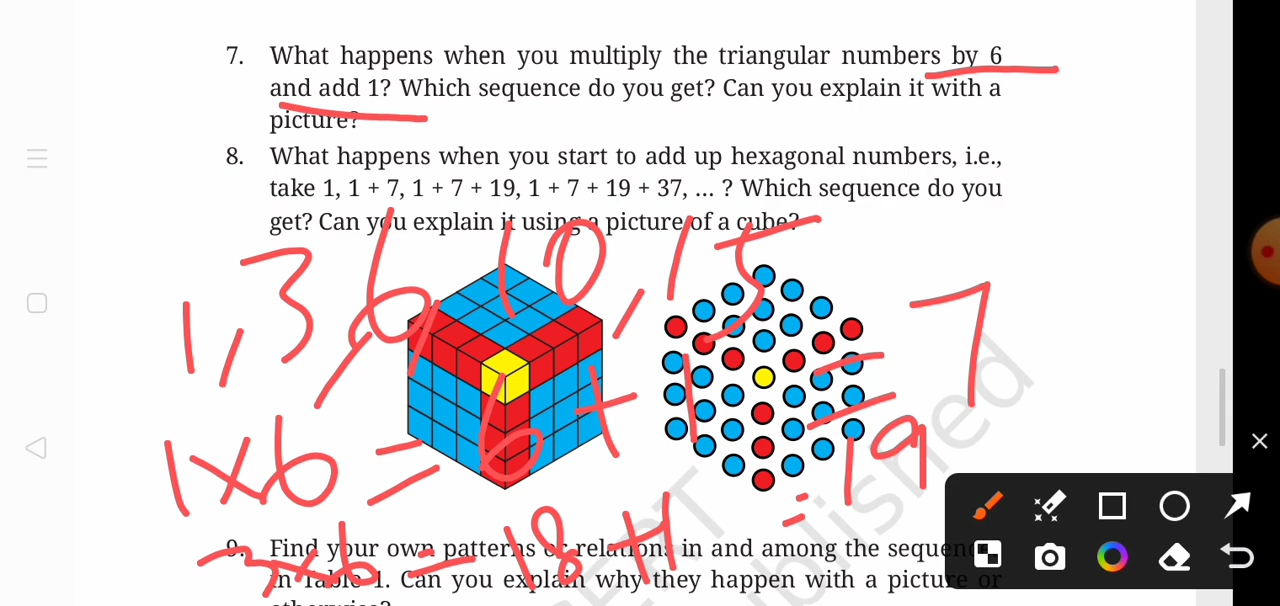 7. What happens when you multiply the triangular numbers by 6
and add 1? Which sequence do you get? Can you explain it with a
picture?
8. What happens when you start to add up hexagonal numbers, i.e.,
take 1, 1 + 7, 1 + 7 + 19, 1 + 7 + 19 + 37, ... ? Which sequence do you
get? Can you explain it using a picture of a cube?
1, 3, 6, 10, 15
1×6 = 6+1 = 7
3×6 = 18+1 = 19
9. Find your own patterns or relations in and among the sequences
in Table 1. Can you explain why they happen with a picture or
otherwise?